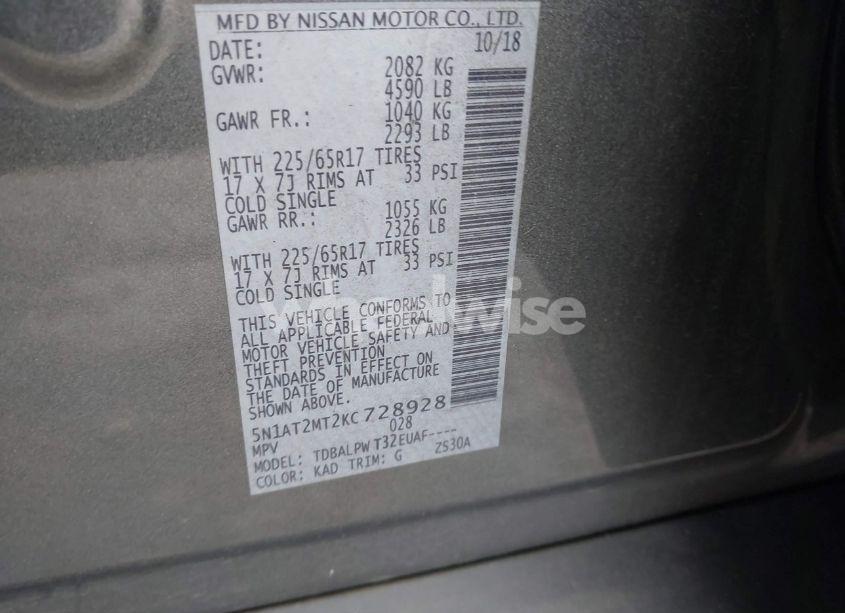 MFD BY NISSAN MOTOR CO., LTD.
DATE: 10/18
GVWR: 2082 KG
4590 LB
GAWR FR.: 1040 KG
2293 LB
WITH 225/65R17 TIRES
17 X 7J RIMS AT 33 PSI
COLD SINGLE
GAWR RR.: 1055 KG
2326 LB
WITH 225/65R17 TIRES
17 X 7J RIMS AT 33 PSI
COLD SINGLE
THIS VEHICLE CONFORMS TO
ALL APPLICABLE FEDERAL
MOTOR VEHICLE SAFETY AND
THEFT PREVENTION
STANDARDS IN EFFECT ON
THE DATE OF MANUFACTURE
SHOWN ABOVE.
5N1AT2MT2KC728928
MPV 028
MODEL: TDBALPW T32EUAF----
COLOR: KAD TRIM: G ZS30A
wheelwise